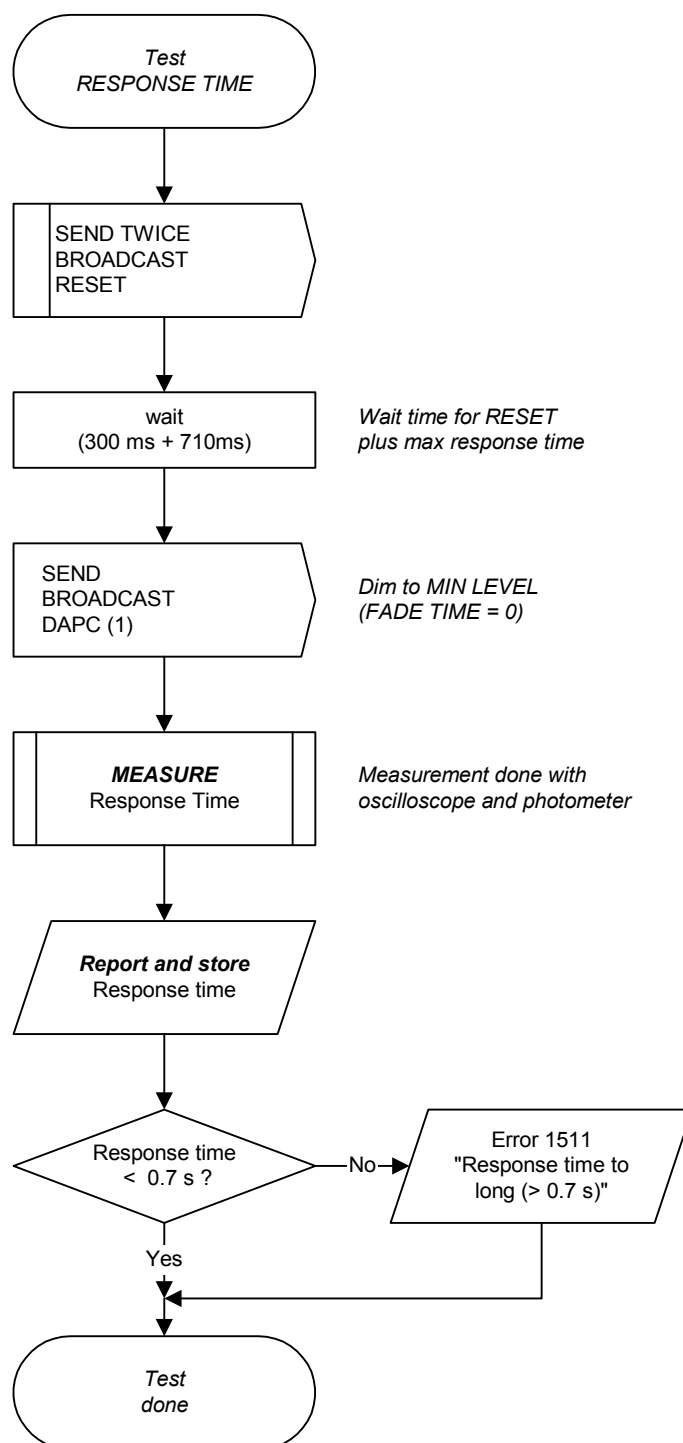 Test
RESPONSE TIME
SEND TWICE
BROADCAST
RESET
wait
(300 ms + 710ms)
Wait time for RESET
plus max response time
SEND
BROADCAST
DAPC (1)
Dim to MIN LEVEL
(FADE TIME = 0)
MEASURE
Response Time
Measurement done with
oscilloscope and photometer
Report and store
Response time
Response time
< 0.7 s ?
No
Error 1511
"Response time to
long (> 0.7 s)"
Yes
Test
done